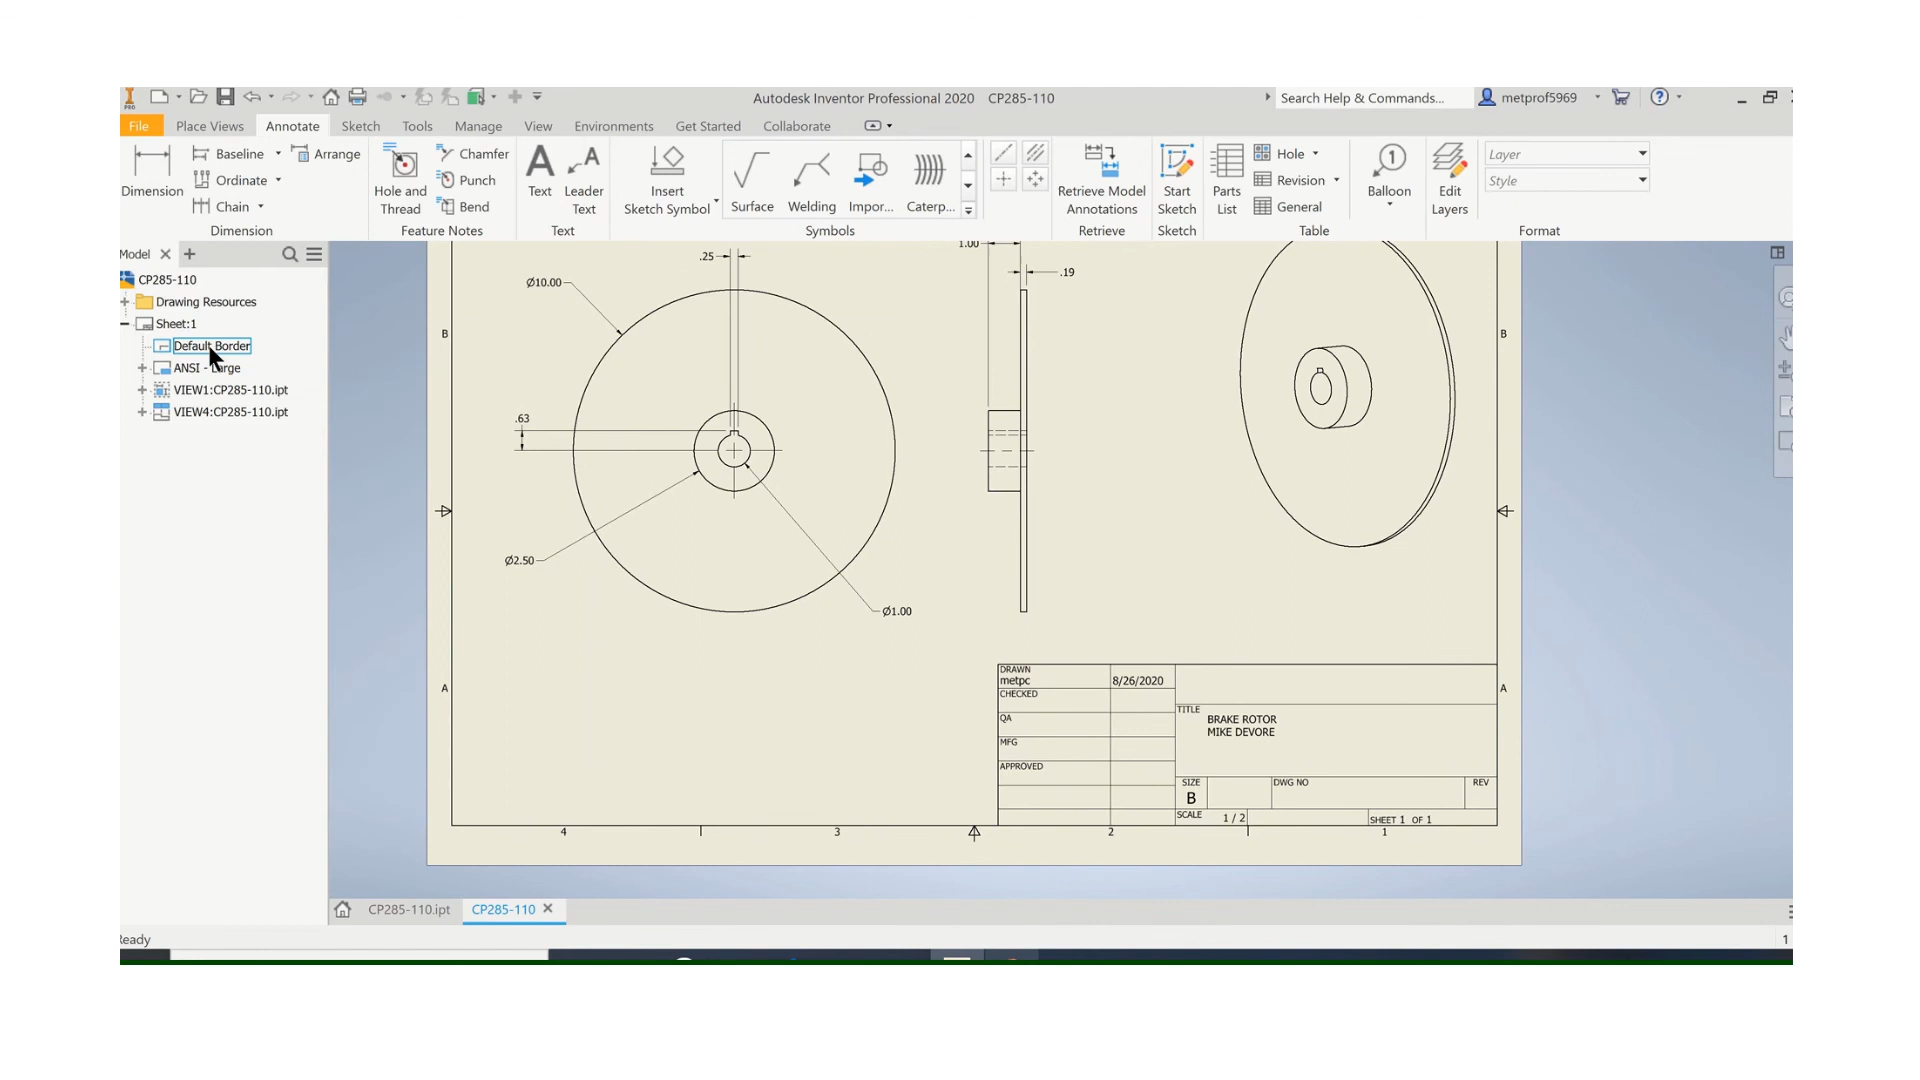 Autodesk Inventor Professional 2020 CP285-110
Search Help & Commands...
metprof5969
File Place Views Annotate Sketch Tools Manage View Environments Get Started Collaborate
Dimension
Baseline
Ordinate
Chain
Arrange
Dimension
Hole and
Thread
Chamfer
Punch
Bend
Feature Notes
Text
Leader
Text
Text
Insert
Sketch Symbol
Surface
Welding
Impor...
Caterp...
Symbols
Retrieve Model
Annotations
Retrieve
Start
Sketch
Sketch
Parts
List
Hole
Revision
General
Table
Balloon
Edit
Layers
Layer
Style
Format
Model
CP285-110
Drawing Resources
Sheet:1
Default Border
ANSI - Large
VIEW1:CP285-110.ipt
VIEW4:CP285-110.ipt
1.00
.25
.19
Ø10.00
B
B
.63
Ø2.50
Ø1.00
A
A
DRAWN
metpc
8/26/2020
CHECKED
QA
MFG
APPROVED
TITLE
BRAKE ROTOR
MIKE DEVORE
SIZE
B
DWG NO
REV
SCALE
1 / 2
SHEET 1 OF 1
4
3
2
1
CP285-110.ipt
CP285-110
1